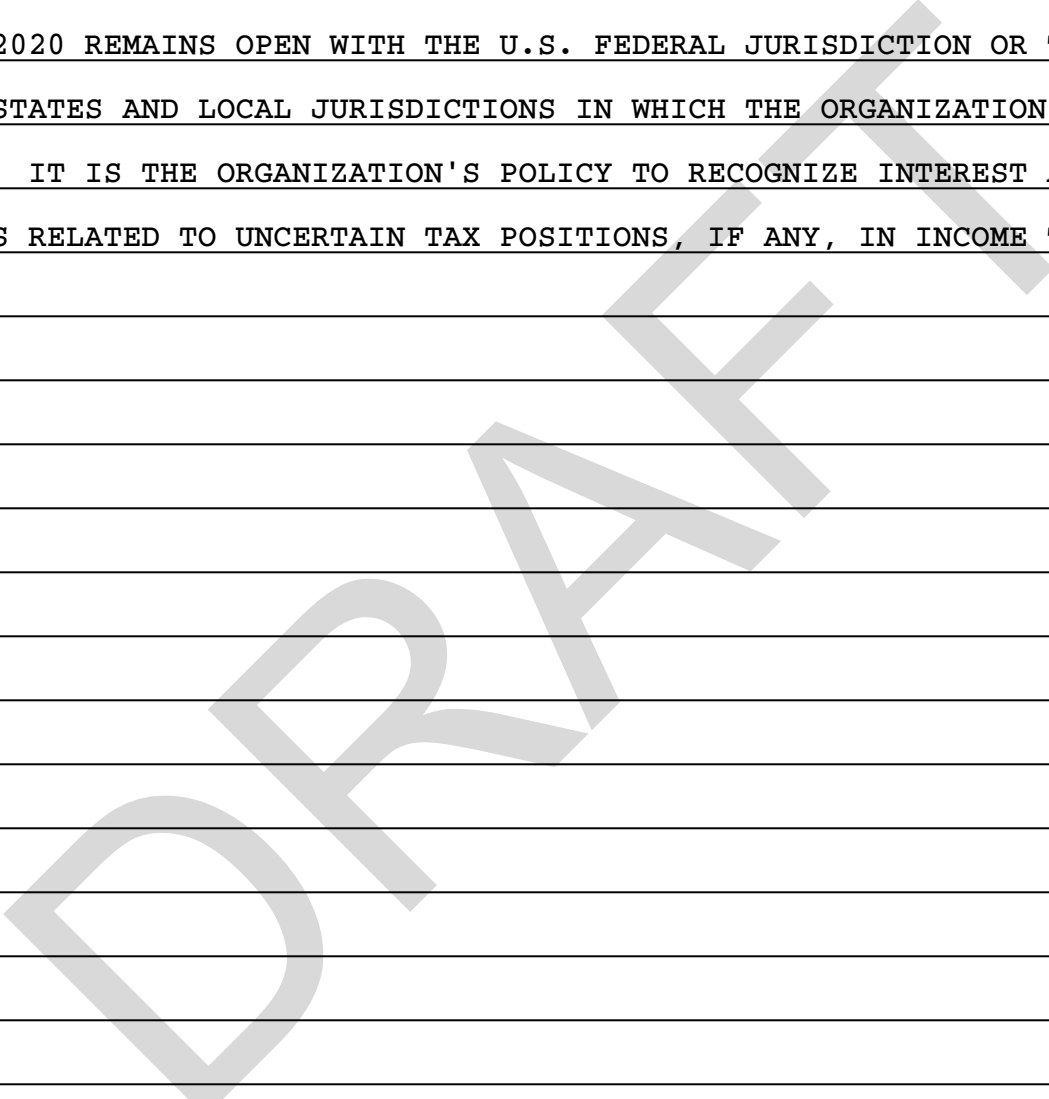 2020 REMAINS OPEN WITH THE U.S. FEDERAL JURISDICTION OR
STATES AND LOCAL JURISDICTIONS IN WHICH THE ORGANIZATION
IT IS THE ORGANIZATION'S POLICY TO RECOGNIZE INTEREST
RELATED TO UNCERTAIN TAX POSITIONS, IF ANY, IN INCOME
DRAFT